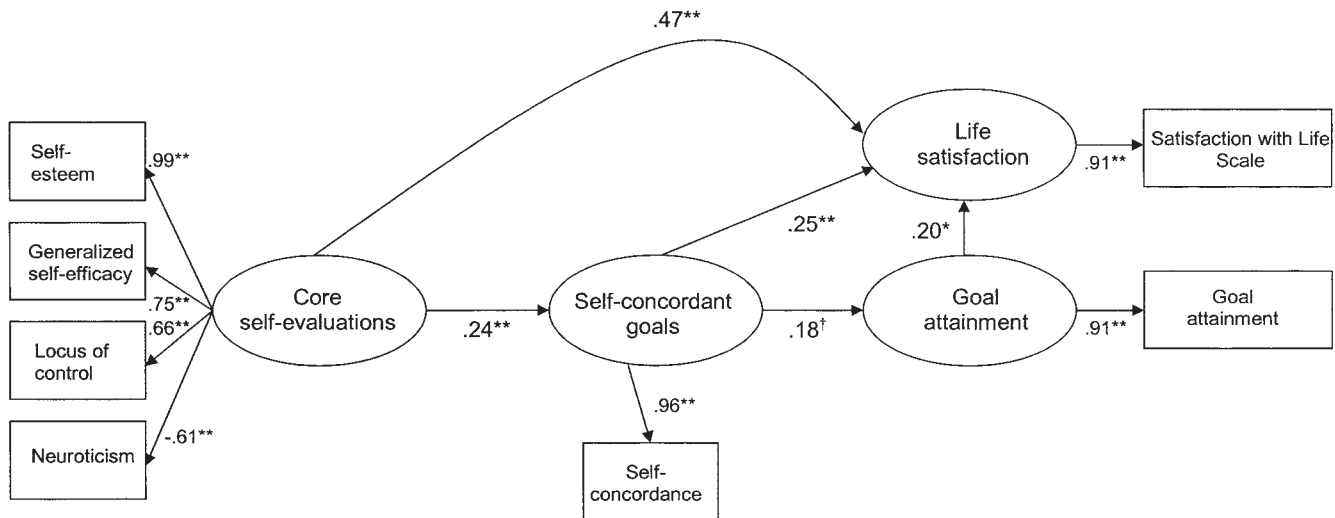 .47**
Self-
esteem
.99**
Life
satisfaction
.91**
Satisfaction with Life
Scale
.25**
.20*
Generalized
self-efficacy
.75**
.66**
Core
self-evaluations
.24**
Self-concordant
goals
.18†
Goal
attainment
.91**
Goal
attainment
Locus of
control
-.61**
Neuroticism
.96**
Self-
concordance